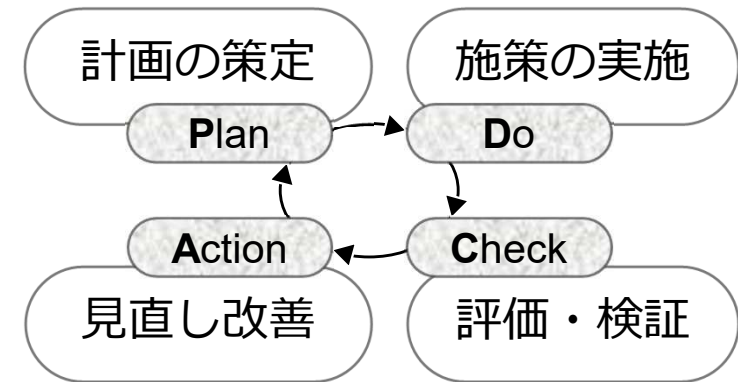 計画の策定
施策の実施
Plan
Do
Action
Check
見直し改善
評価・検証